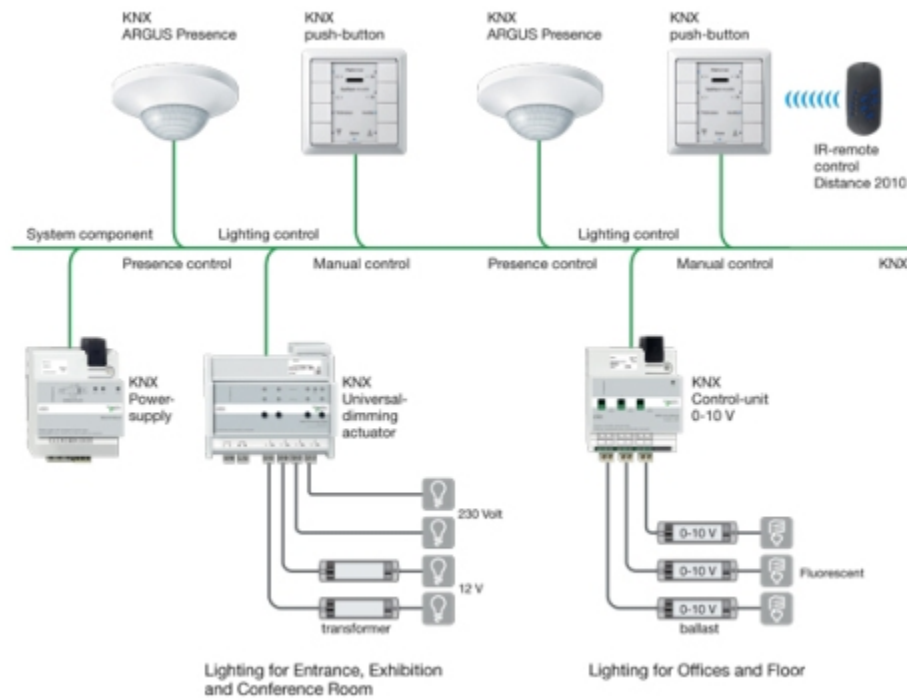 KNX
ARGUS Presence
KNX
push-button
KNX
ARGUS Presence
KNX
push-button
IR-remote
control
Distance 2010
System component
Lighting control
Lighting control
Presence control
Manual control
Presence control
Manual control
KNX
KNX
Power-
supply
KNX
Universal-
dimming
actuator
KNX
Control-unit
0-10 V
230 Volt
12 V
transformer
0-10 V
0-10 V
Fluorescent
0-10 V
ballast
Lighting for Entrance, Exhibition
and Conference Room
Lighting for Offices and Floor